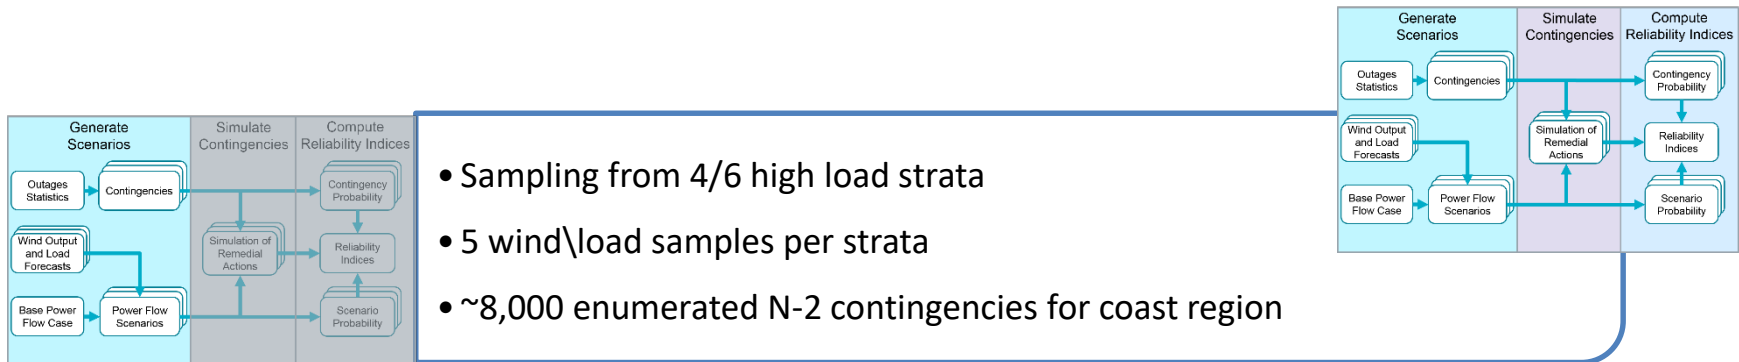 Generate
Scenarios
Simulate
Contingencies
Compute
Reliability Indices
Outages
Statistics
Contingencies
Contingency
Probability
Wind Output
and Load
Forecasts
Simulation of
Remedial
Actions
Reliability
Indices
Base Power
Flow Case
Power Flow
Scenarios
Scenario
Probability
• Sampling from 4/6 high load strata
• 5 wind\load samples per strata
• ~8,000 enumerated N-2 contingencies for coast region
Generate
Scenarios
Simulate
Contingencies
Compute
Reliability Indices
Outages
Statistics
Contingencies
Contingency
Probability
Wind Output
and Load
Forecasts
Simulation of
Remedial
Actions
Reliability
Indices
Base Power
Flow Case
Power Flow
Scenarios
Scenario
Probability